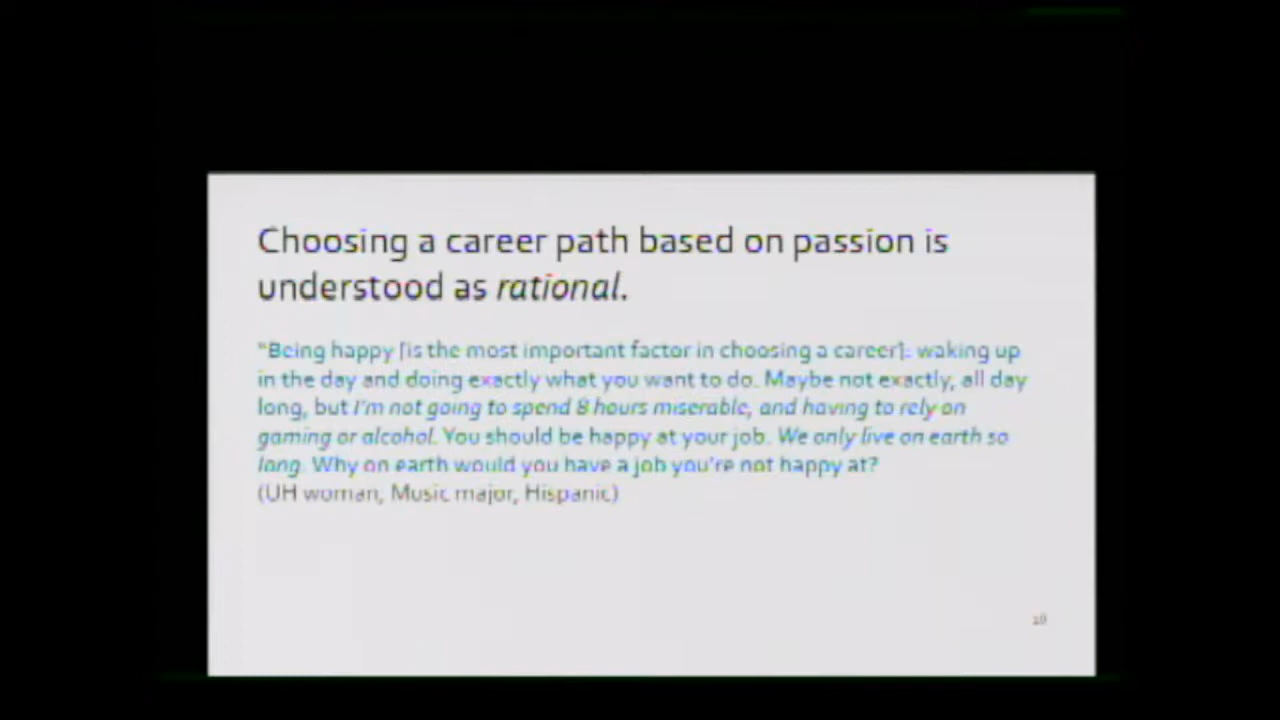 Choosing a career path based on passion is
understood as rational.
"Being happy [is the most important factor in choosing a career]: waking up
in the day and doing exactly what you want to do. Maybe not exactly, all day
long, but I'm not going to spend 8 hours miserable, and having to rely on
gaming or alcohol. You should be happy at your job. We only live on earth so
long. Why on earth would you have a job you're not happy at?
(UH woman, Music major, Hispanic)
28